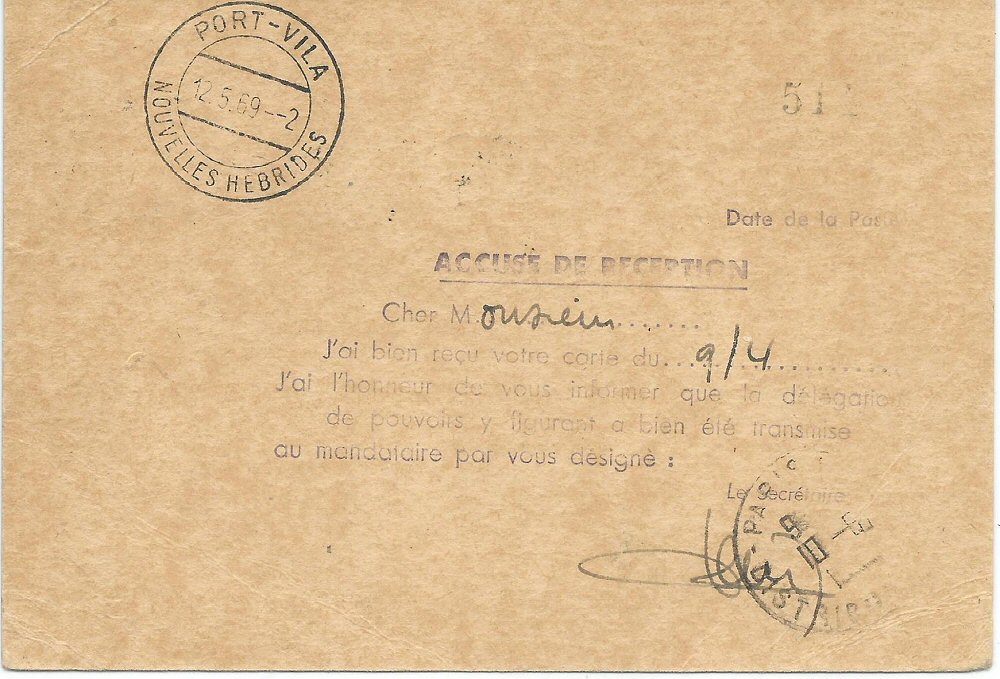 PORT-VILA
12.5.69--2
NOUVELLES HEBRIDES
Date de la Poste
ACCUSÉ DE RECEPTION
Cher Monsieur
J'ai bien reçu votre carte du 9/4
J'ai l'honneur de vous informer que la délégation
de pouvoirs y figurant a bien été transmise
au mandataire par vous désigné :
Le Secrétaire
DIST